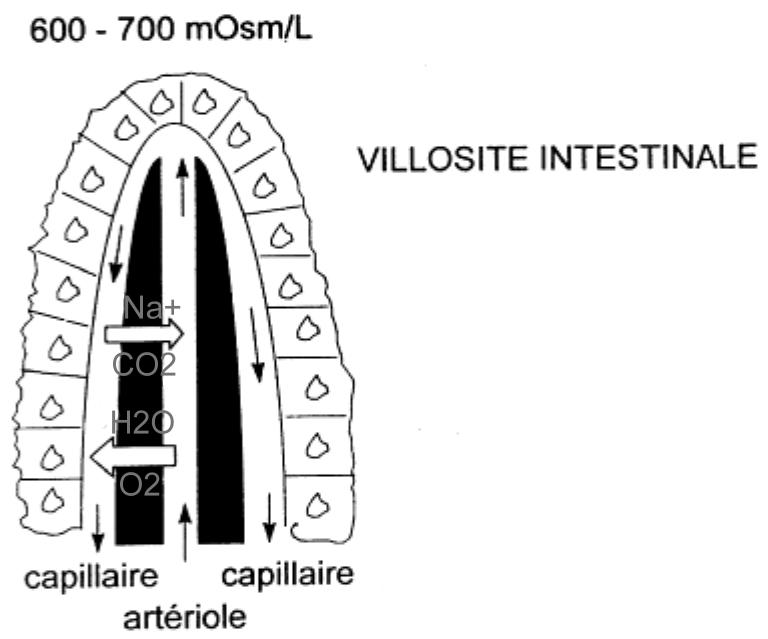 600 - 700 mOsm/L
VILLOSITE INTESTINALE
Na+
CO2
H2O
O2
capillaire
capillaire
artériole